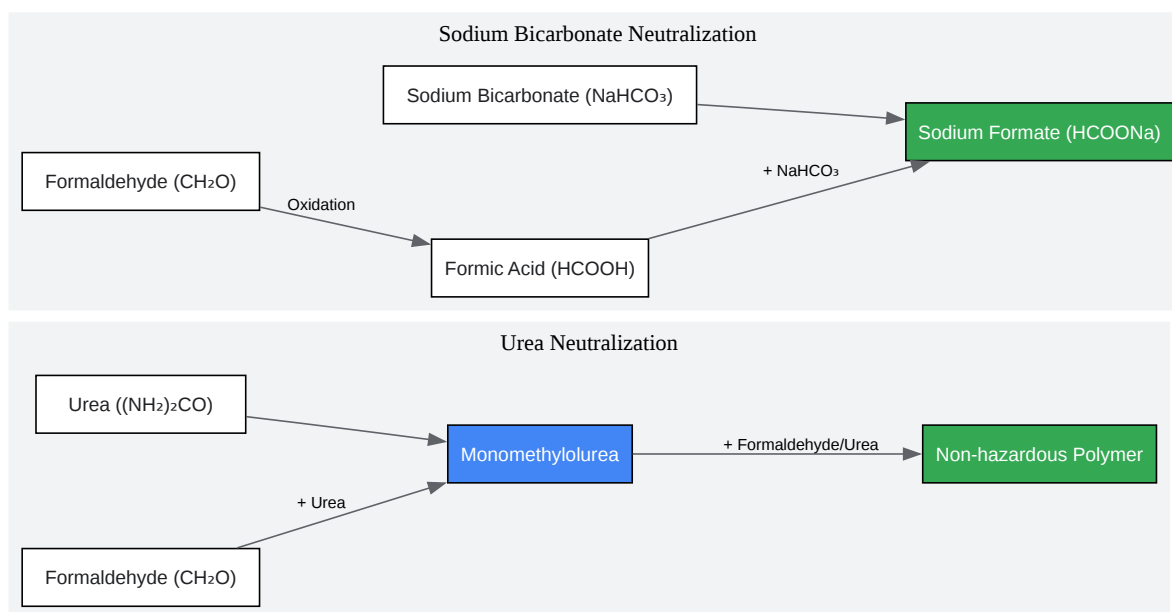 Sodium Bicarbonate Neutralization
Sodium Bicarbonate (NaHCO₃)
Sodium Formate (HCOONa)
Formaldehyde (CH₂O)
+ NaHCO₃
Oxidation
Formic Acid (HCOOH)
Urea Neutralization
Urea ((NH₂)₂CO)
Monomethylolurea
+ Formaldehyde/Urea
Non-hazardous Polymer
+ Urea
Formaldehyde (CH₂O)